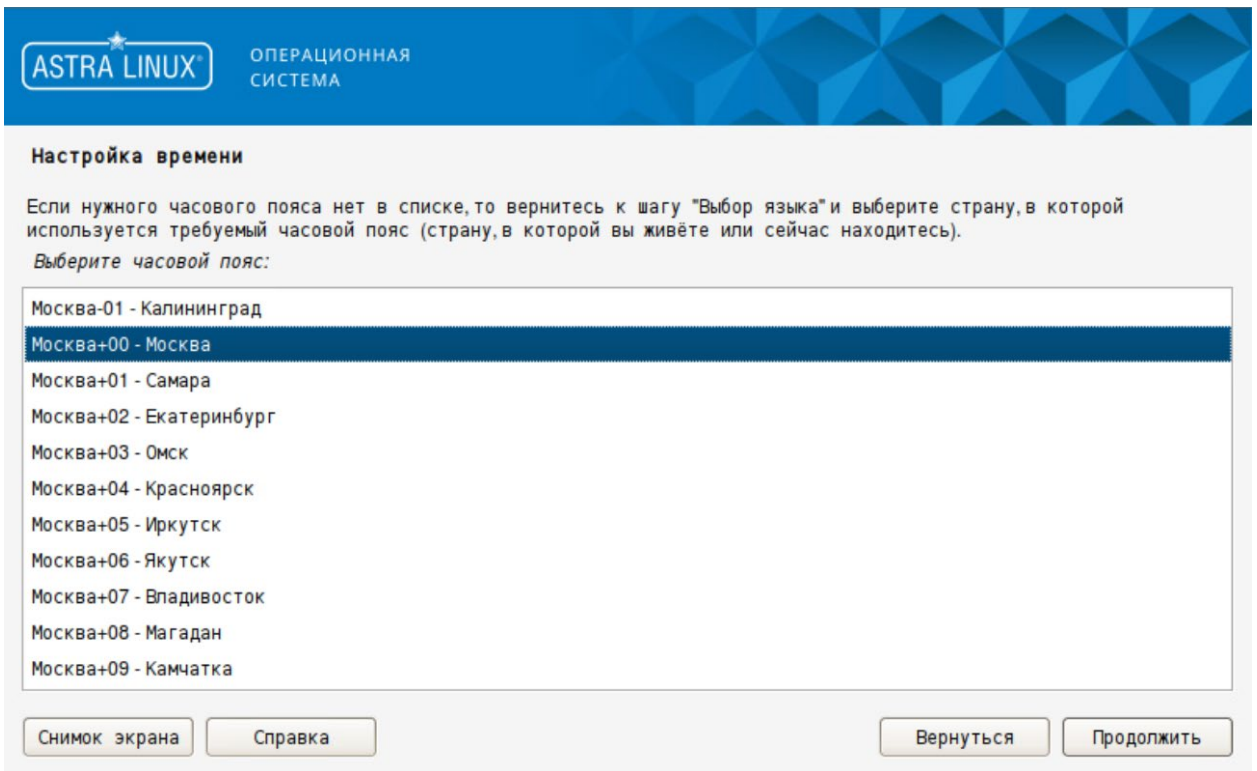 ASTRA LINUX®
ОПЕРАЦИОННАЯ
СИСТЕМА
Настройка времени
Если нужного часового пояса нет в списке, то вернитесь к шагу "Выбор языка" и выберите страну, в которой
используется требуемый часовой пояс (страну, в которой вы живёте или сейчас находитесь).
Выберите часовой пояс:
Москва-01 - Калининград
Москва+00 - Москва
Москва+01 - Самара
Москва+02 - Екатеринбург
Москва+03 - Омск
Москва+04 - Красноярск
Москва+05 - Иркутск
Москва+06 - Якутск
Москва+07 - Владивосток
Москва+08 - Магадан
Москва+09 - Камчатка
Снимок экрана Справка Вернуться Продолжить